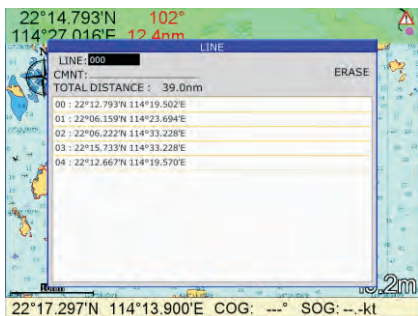 22°14.793'N 102°
114°27.016'E 12.4nm
LINE
LINE: 000
CMNT:
ERASE
TOTAL DISTANCE : 39.0nm
00 : 22°12.793'N 114°19.502'E
01 : 22°06.159'N 114°23.694'E
02 : 22°06.222'N 114°33.228'E
03 : 22°15.733'N 114°33.228'E
04 : 22°12.667'N 114°19.570'E
22°17.297'N 114°13.900'E COG: ---° SOG: --.-kt